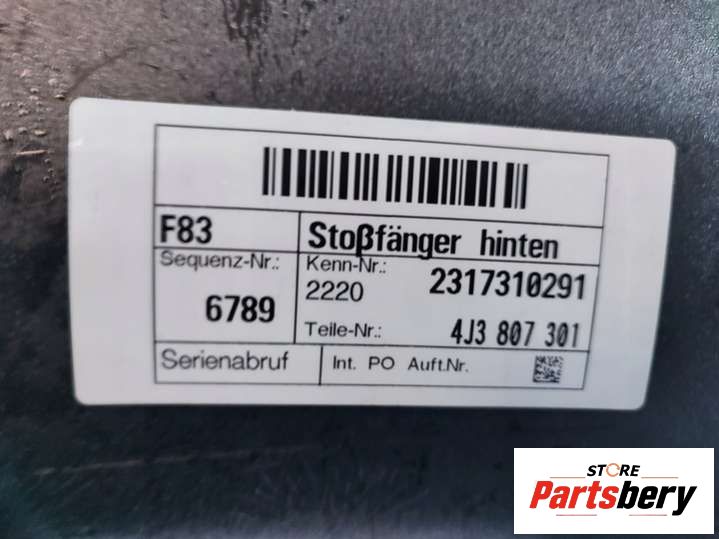 F83
Stoßfänger hinten
Sequenz-Nr.:
6789
Kenn-Nr.:
2220
2317310291
Teile-Nr.:
4J3 807 301
Serienabruf
Int. PO Auft.Nr.
STORE
Partsbery